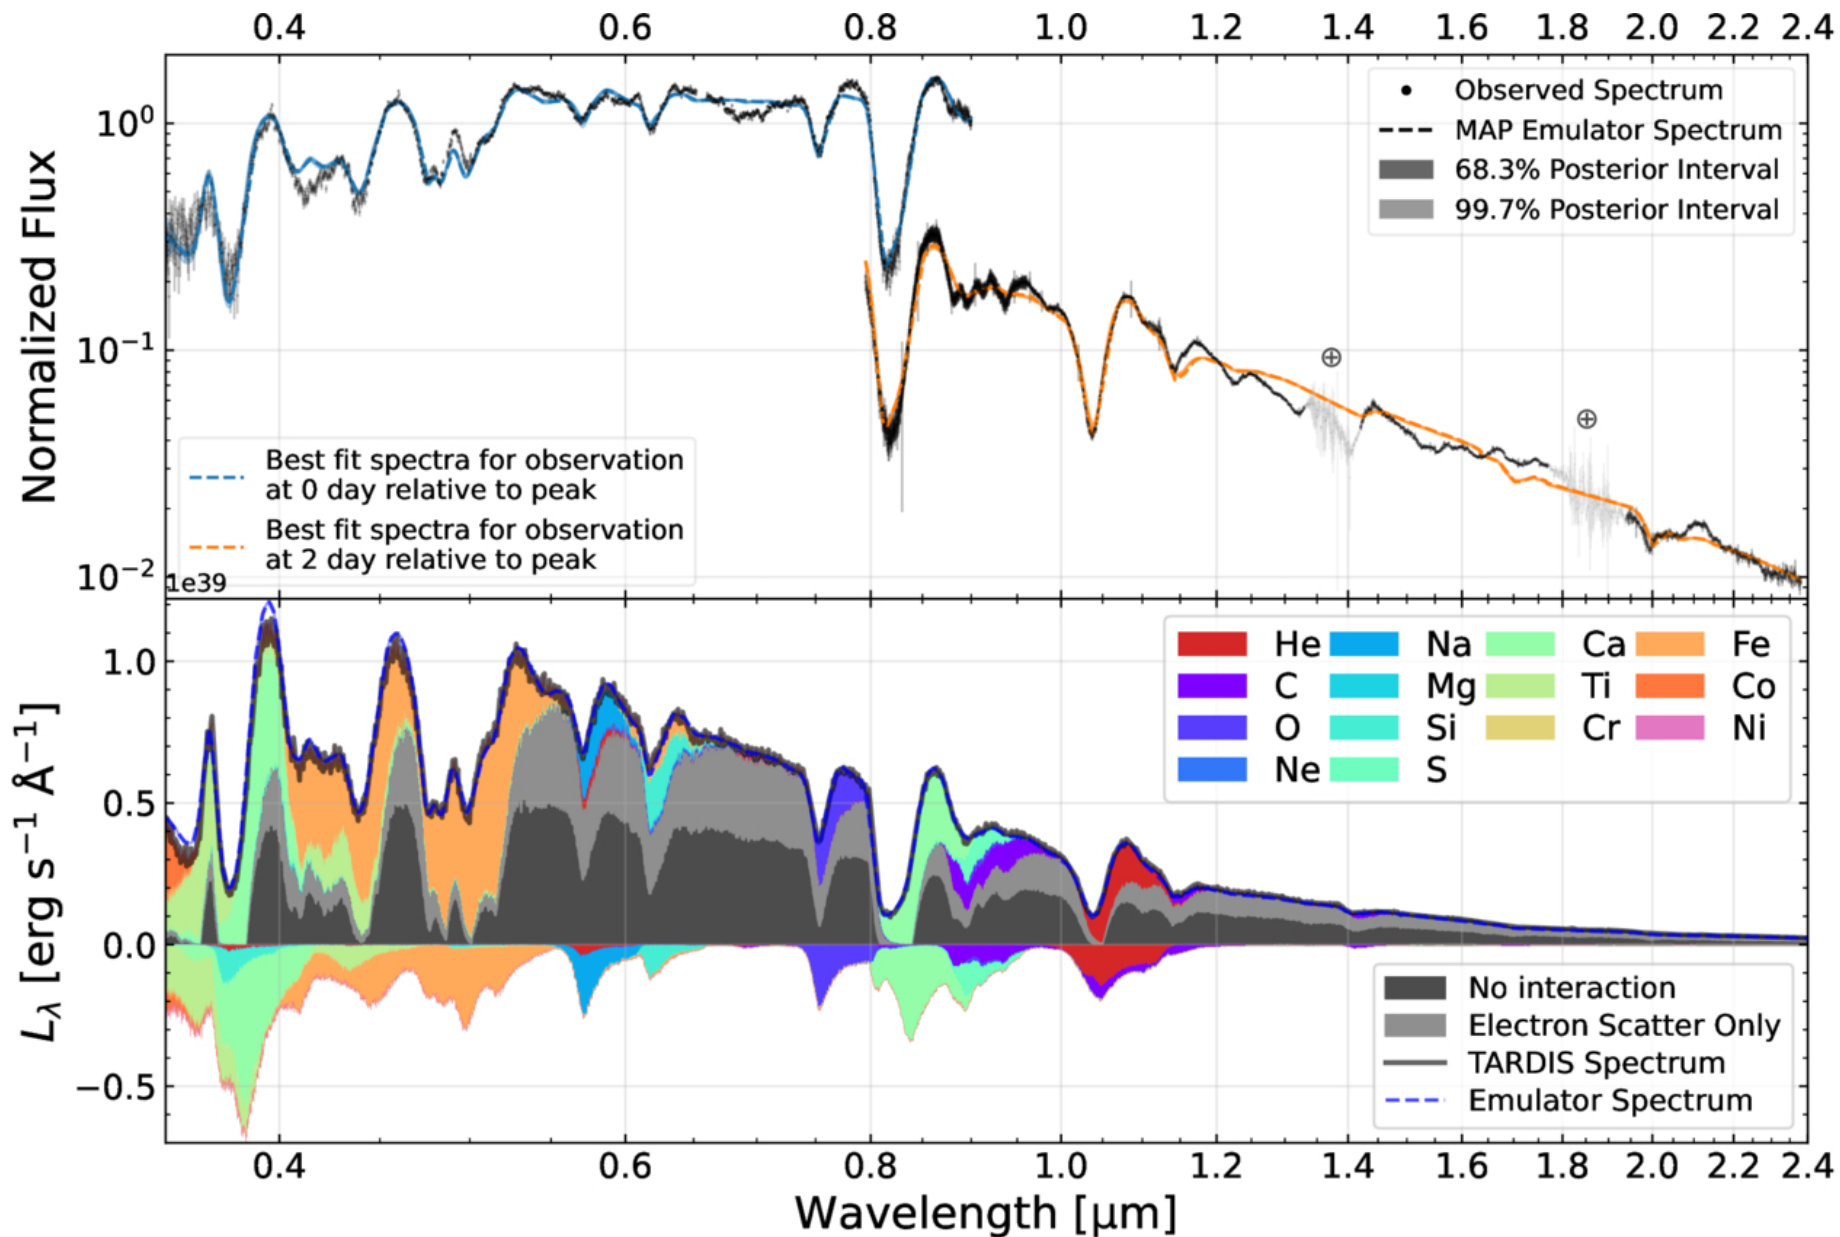 0.4 0.6 0.8 1.0 1.2 1.4 1.6 1.8 2.0 2.2 2.4
Normalized Flux
10⁰
10⁻¹
10⁻²
Observed Spectrum
MAP Emulator Spectrum
68.3% Posterior Interval
99.7% Posterior Interval
⊕
⊕
Best fit spectra for observation
at 0 day relative to peak
Best fit spectra for observation
at 2 day relative to peak
1e39
L_λ [erg s⁻¹ Å⁻¹]
1.0
0.5
0.0
−0.5
He Na Ca Fe
C Mg Ti Co
O Si Cr Ni
Ne S
No interaction
Electron Scatter Only
TARDIS Spectrum
Emulator Spectrum
0.4 0.6 0.8 1.0 1.2 1.4 1.6 1.8 2.0 2.2 2.4
Wavelength [μm]